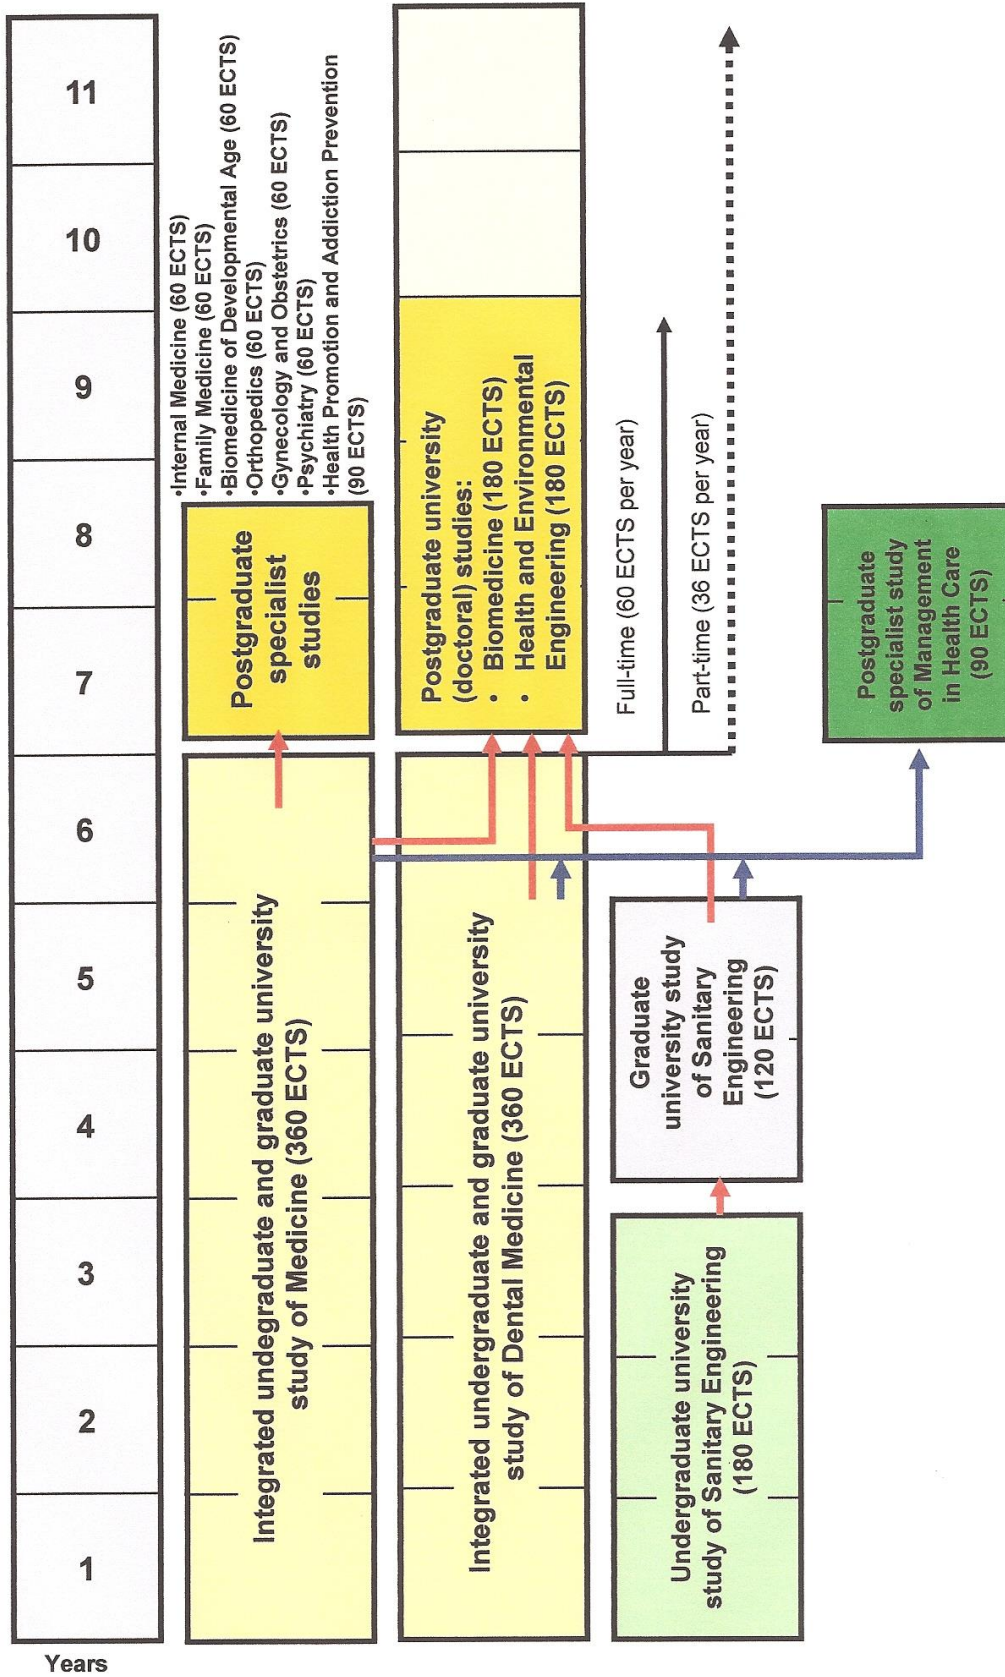 Years
1
2
3
4
5
6
7
8
9
10
11
Integrated undegraduate and graduate university
study of Medicine (360 ECTS)
Postgraduate
specialist
studies
•Internal Medicine (60 ECTS)
•Family Medicine (60 ECTS)
•Biomedicine of Developmental Age (60 ECTS)
•Orthopedics (60 ECTS)
•Gynecology and Obstetrics (60 ECTS)
•Psychiatry (60 ECTS)
•Health Promotion and Addiction Prevention
(90 ECTS)
Integrated undergraduate and graduate university
study of Dental Medicine (360 ECTS)
Postgraduate university
(doctoral) studies:
• Biomedicine (180 ECTS)
• Health and Environmental
Engineering (180 ECTS)
Undergraduate university
study of Sanitary Engineering
(180 ECTS)
Graduate
university study
of Sanitary
Engineering
(120 ECTS)
Full-time (60 ECTS per year)
Part-time (36 ECTS per year)
Postgraduate
specialist study
of Management
in Health Care
(90 ECTS)